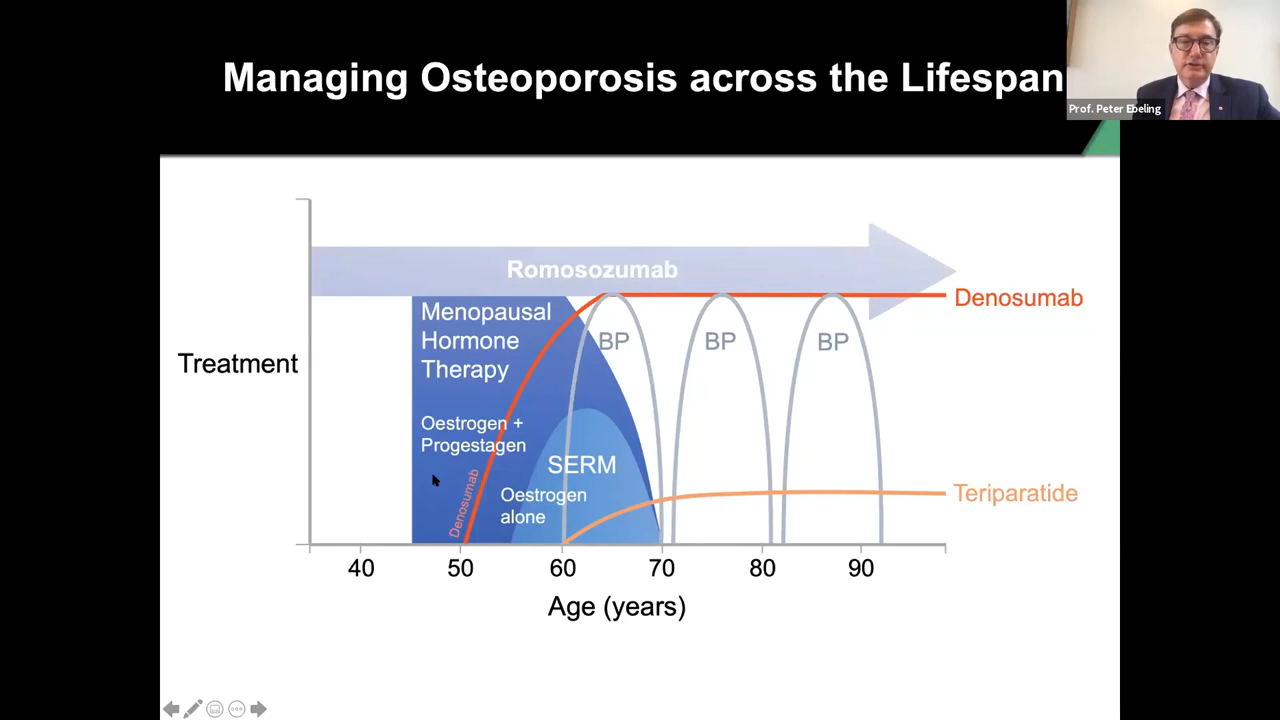 Managing Osteoporosis across the Lifespan
Prof. Peter Ebeling
Romosozumab
Denosumab
Menopausal
Hormone
Therapy
BP
BP
BP
Treatment
Oestrogen +
Progestagen
SERM
Denosumab
Oestrogen
alone
Teriparatide
40
50
60
70
80
90
Age (years)